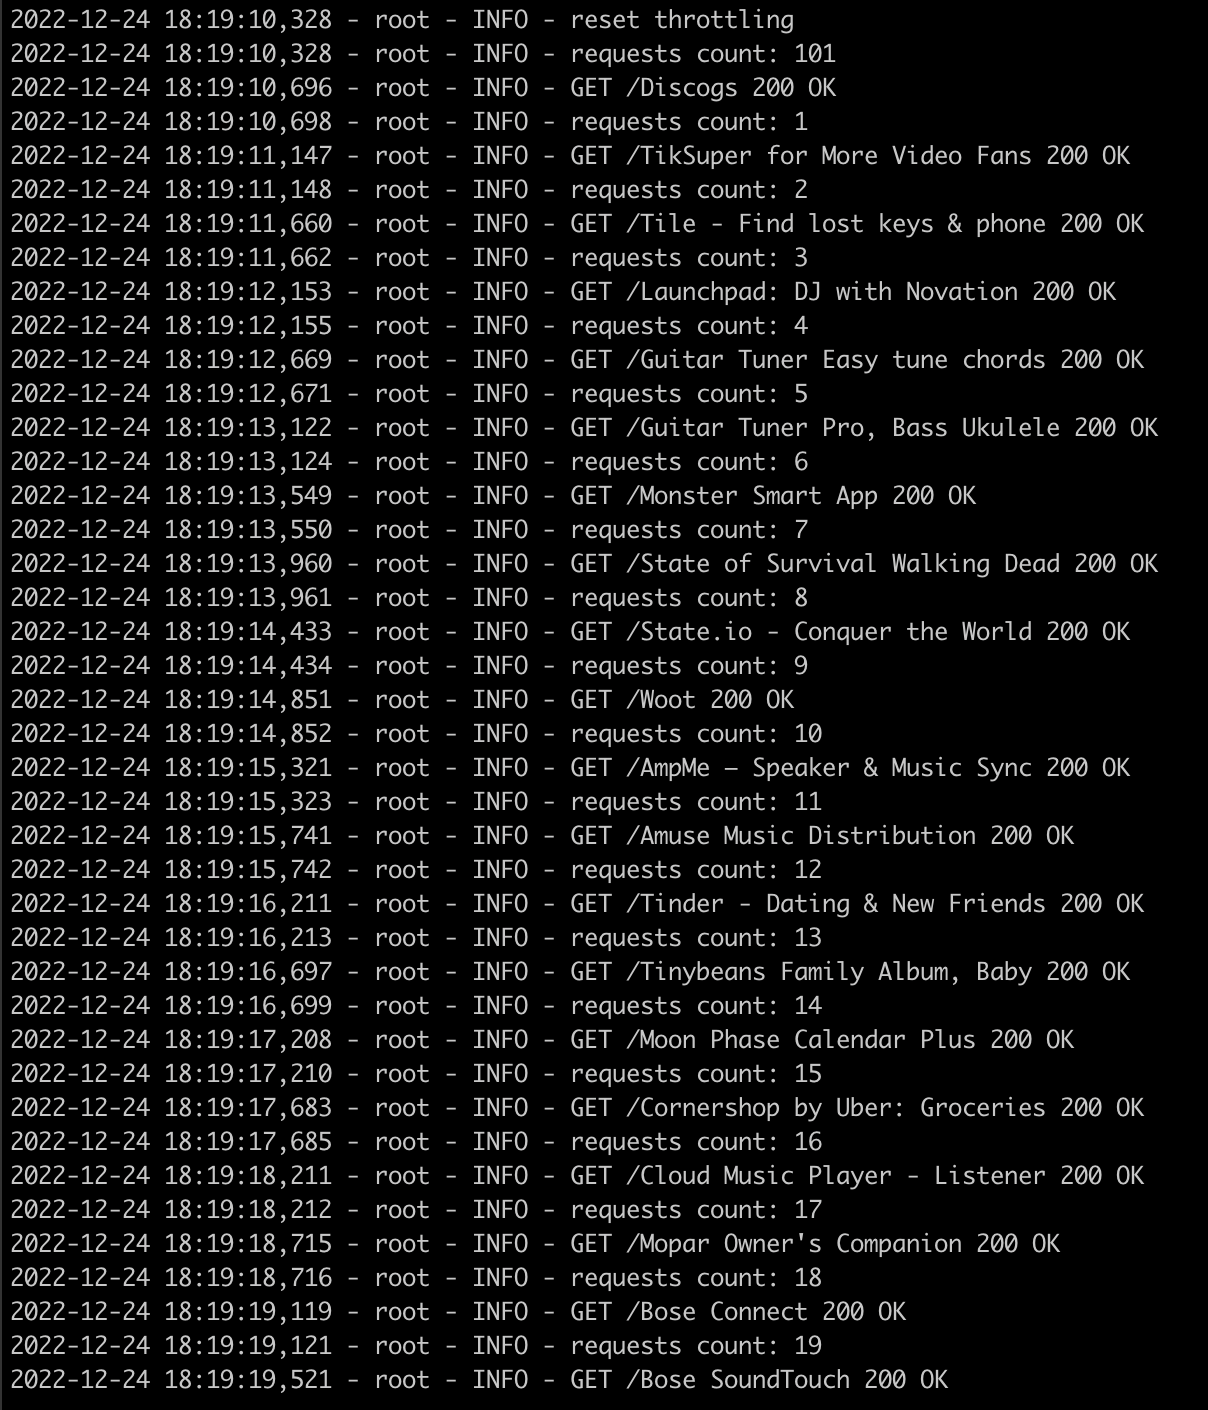 2022-12-24 18:19:10,328 - root - INFO - reset throttling
2022-12-24 18:19:10,328 - root - INFO - requests count: 101
2022-12-24 18:19:10,696 - root - INFO - GET /Discogs 200 OK
2022-12-24 18:19:10,698 - root - INFO - requests count: 1
2022-12-24 18:19:11,147 - root - INFO - GET /TikSuper for More Video Fans 200 OK
2022-12-24 18:19:11,148 - root - INFO - requests count: 2
2022-12-24 18:19:11,660 - root - INFO - GET /Tile - Find lost keys & phone 200 OK
2022-12-24 18:19:11,662 - root - INFO - requests count: 3
2022-12-24 18:19:12,153 - root - INFO - GET /Launchpad: DJ with Novation 200 OK
2022-12-24 18:19:12,155 - root - INFO - requests count: 4
2022-12-24 18:19:12,669 - root - INFO - GET /Guitar Tuner Easy tune chords 200 OK
2022-12-24 18:19:12,671 - root - INFO - requests count: 5
2022-12-24 18:19:13,122 - root - INFO - GET /Guitar Tuner Pro, Bass Ukulele 200 OK
2022-12-24 18:19:13,124 - root - INFO - requests count: 6
2022-12-24 18:19:13,549 - root - INFO - GET /Monster Smart App 200 OK
2022-12-24 18:19:13,550 - root - INFO - requests count: 7
2022-12-24 18:19:13,960 - root - INFO - GET /State of Survival Walking Dead 200 OK
2022-12-24 18:19:13,961 - root - INFO - requests count: 8
2022-12-24 18:19:14,433 - root - INFO - GET /State.io - Conquer the World 200 OK
2022-12-24 18:19:14,434 - root - INFO - requests count: 9
2022-12-24 18:19:14,851 - root - INFO - GET /Woot 200 OK
2022-12-24 18:19:14,852 - root - INFO - requests count: 10
2022-12-24 18:19:15,321 - root - INFO - GET /AmpMe – Speaker & Music Sync 200 OK
2022-12-24 18:19:15,323 - root - INFO - requests count: 11
2022-12-24 18:19:15,741 - root - INFO - GET /Amuse Music Distribution 200 OK
2022-12-24 18:19:15,742 - root - INFO - requests count: 12
2022-12-24 18:19:16,211 - root - INFO - GET /Tinder - Dating & New Friends 200 OK
2022-12-24 18:19:16,213 - root - INFO - requests count: 13
2022-12-24 18:19:16,697 - root - INFO - GET /Tinybeans Family Album, Baby 200 OK
2022-12-24 18:19:16,699 - root - INFO - requests count: 14
2022-12-24 18:19:17,208 - root - INFO - GET /Moon Phase Calendar Plus 200 OK
2022-12-24 18:19:17,210 - root - INFO - requests count: 15
2022-12-24 18:19:17,683 - root - INFO - GET /Cornershop by Uber: Groceries 200 OK
2022-12-24 18:19:17,685 - root - INFO - requests count: 16
2022-12-24 18:19:18,211 - root - INFO - GET /Cloud Music Player - Listener 200 OK
2022-12-24 18:19:18,212 - root - INFO - requests count: 17
2022-12-24 18:19:18,715 - root - INFO - GET /Mopar Owner's Companion 200 OK
2022-12-24 18:19:18,716 - root - INFO - requests count: 18
2022-12-24 18:19:19,119 - root - INFO - GET /Bose Connect 200 OK
2022-12-24 18:19:19,121 - root - INFO - requests count: 19
2022-12-24 18:19:19,521 - root - INFO - GET /Bose SoundTouch 200 OK